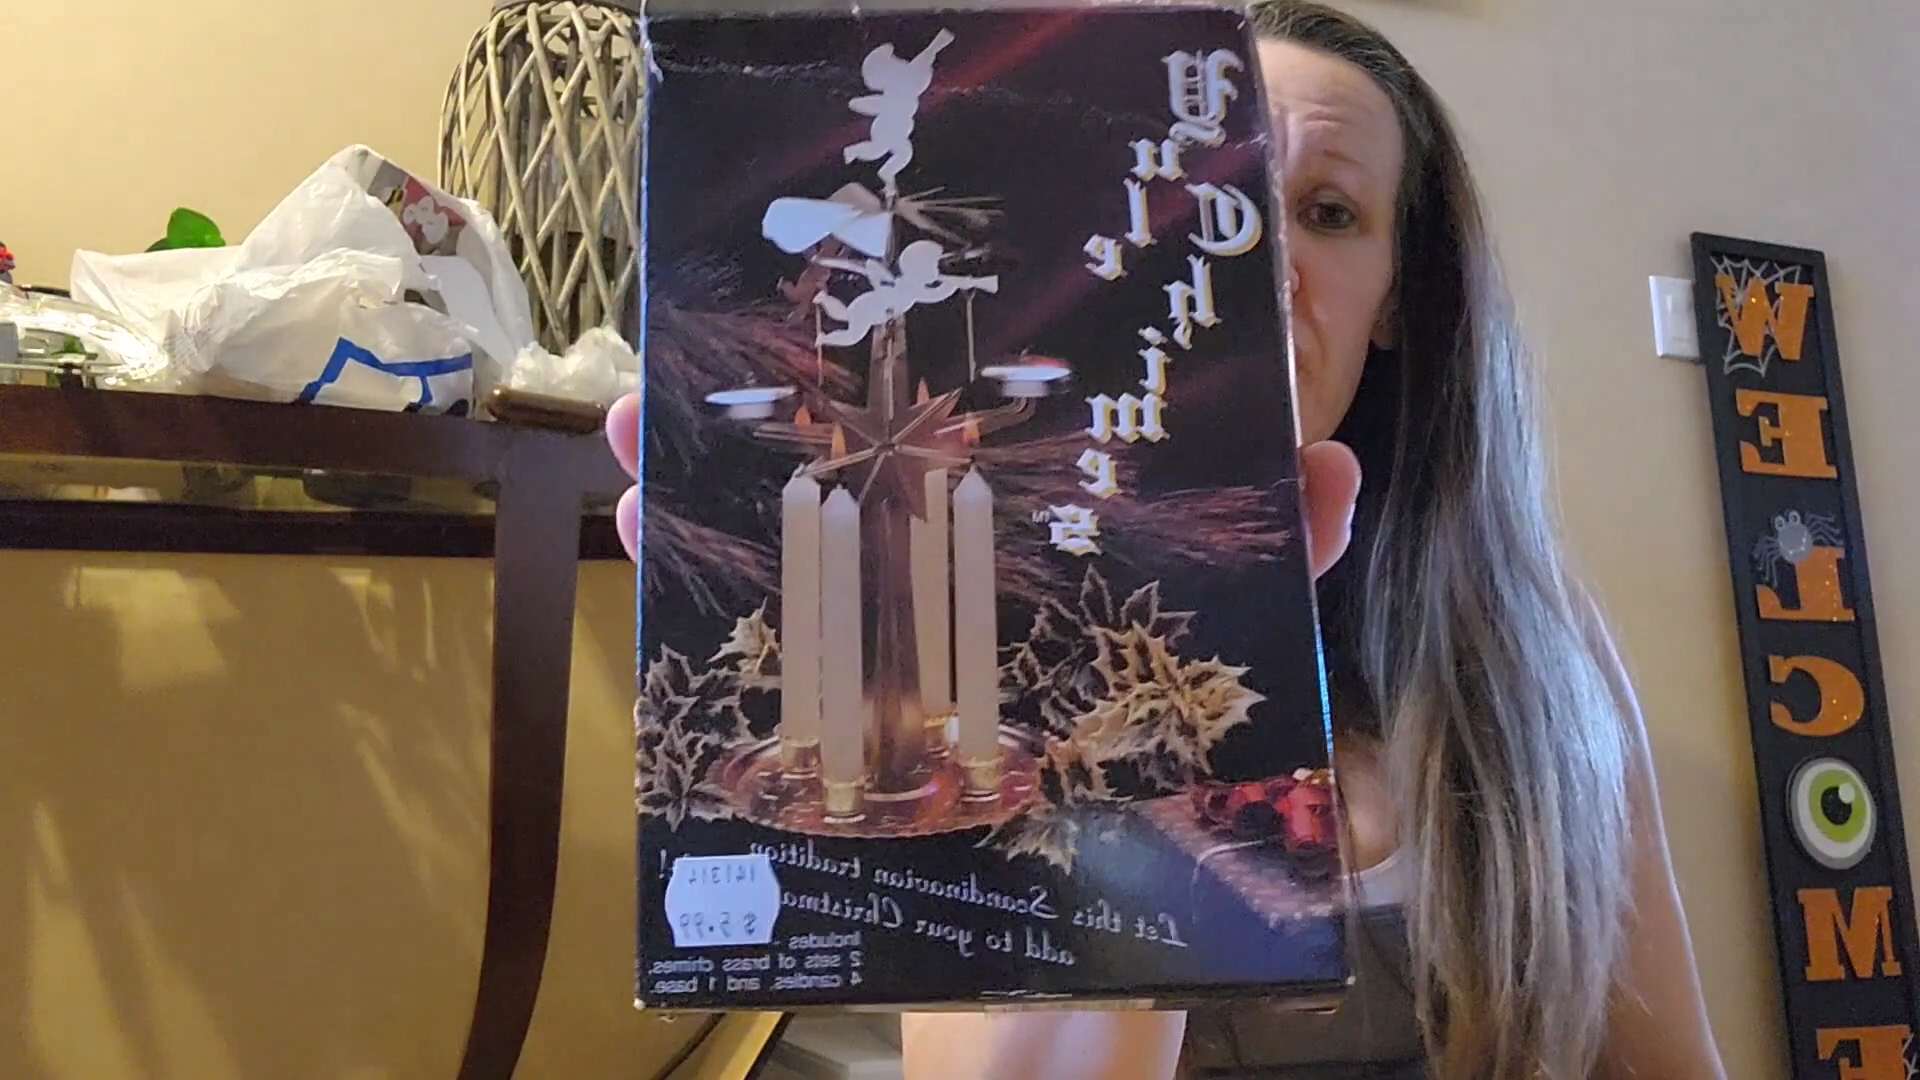 Yule
Chimes™
Let this Scandinavian tradition
add to your Christmas
141314
$5.99
Includes
2 sets of brass chimes,
4 candles, and 1 base.
WELCOME